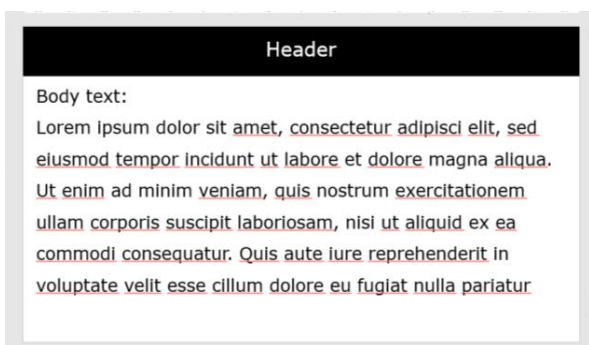 Header
Body text:
Lorem ipsum dolor sit amet, consectetur adipisci elit, sed
eiusmod tempor incidunt ut labore et dolore magna aliqua.
Ut enim ad minim veniam, quis nostrum exercitationem
ullam corporis suscipit laboriosam, nisi ut aliquid ex ea
commodi consequatur. Quis aute iure reprehenderit in
voluptate velit esse cillum dolore eu fugiat nulla pariatur